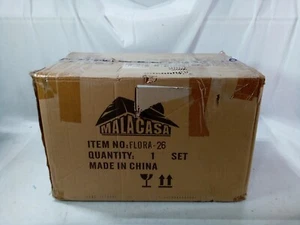 MALACASA
ITEM NO: FLORA-26
QUANTITY: 1 SET
MADE IN CHINA